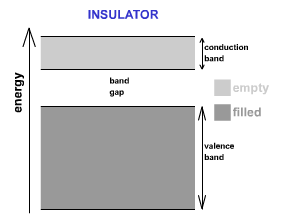 INSULATOR
conduction
band
energy
band
gap
empty
filled
valence
band